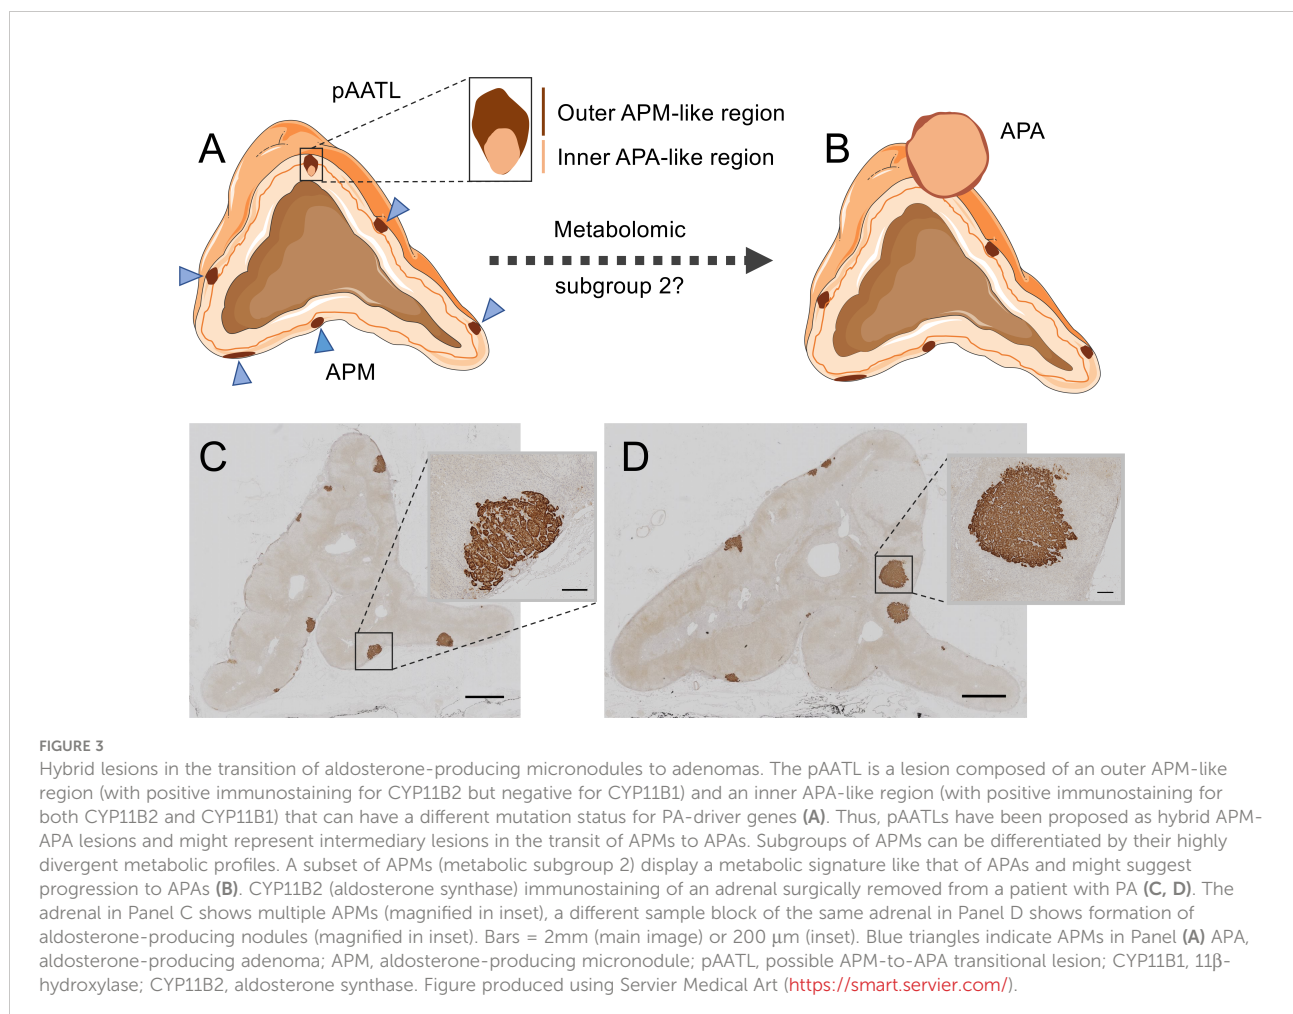 pAATL
Outer APM-like region
Inner APA-like region
A
B
APA
Metabolomic
subgroup 2?
APM
C
D
FIGURE 3
Hybrid lesions in the transition of aldosterone-producing micronodules to adenomas. The pAATL is a lesion composed of an outer APM-like
region (with positive immunostaining for CYP11B2 but negative for CYP11B1) and an inner APA-like region (with positive immunostaining for
both CYP11B2 and CYP11B1) that can have a different mutation status for PA-driver genes (A). Thus, pAATLs have been proposed as hybrid APM-
APA lesions and might represent intermediary lesions in the transit of APMs to APAs. Subgroups of APMs can be differentiated by their highly
divergent metabolic profiles. A subset of APMs (metabolic subgroup 2) display a metabolic signature like that of APAs and might suggest
progression to APAs (B). CYP11B2 (aldosterone synthase) immunostaining of an adrenal surgically removed from a patient with PA (C, D). The
adrenal in Panel C shows multiple APMs (magnified in inset), a different sample block of the same adrenal in Panel D shows formation of
aldosterone-producing nodules (magnified in inset). Bars = 2mm (main image) or 200 μm (inset). Blue triangles indicate APMs in Panel (A) APA,
aldosterone-producing adenoma; APM, aldosterone-producing micronodule; pAATL, possible APM-to-APA transitional lesion; CYP11B1, 11β-
hydroxylase; CYP11B2, aldosterone synthase. Figure produced using Servier Medical Art (https://smart.servier.com/).